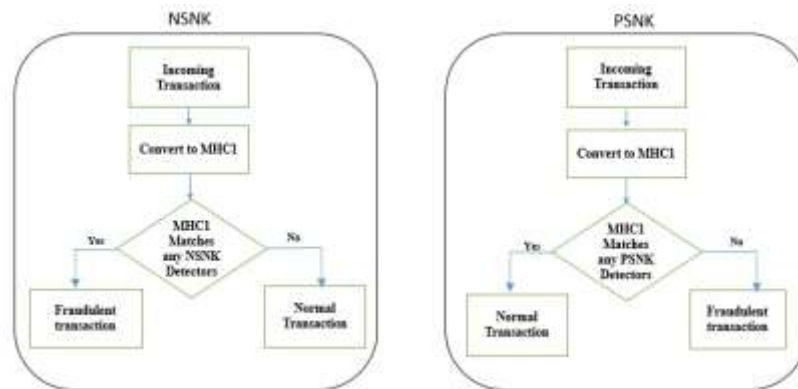 NSNK
Incoming
Transaction
Convert to MHC1
MHC1
Matches
any NSNK
Detectors
Yes
No
Fraudulent
transaction
Normal
Transaction
PSNK
Incoming
Transaction
Convert to MHC1
MHC1
Matches
any PSNK
Detectors
Yes
No
Normal
Transaction
Fraudulent
transaction